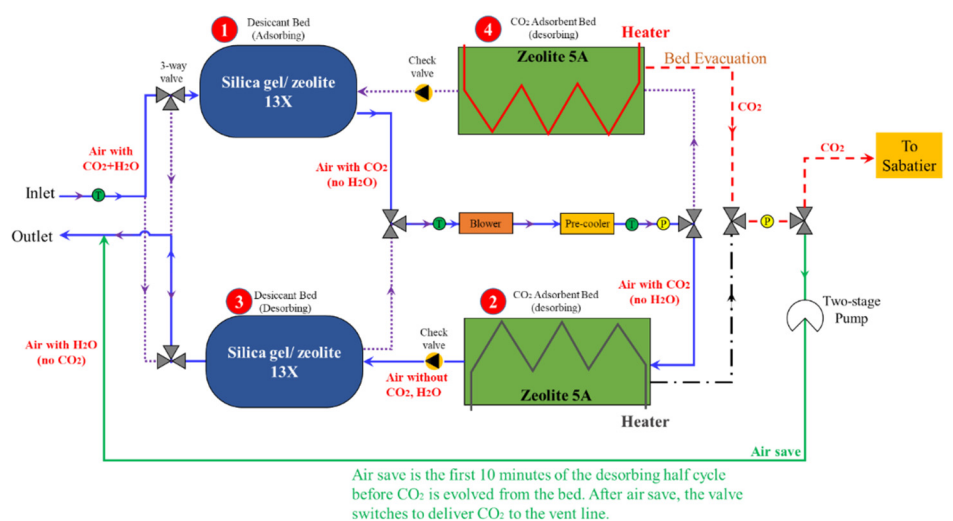 1
Desiccant Bed
(Adsorbing)
Silica gel/ zeolite
13X
3-way
valve
Check
valve
4
CO₂ Adsorbent Bed
(desorbing)
Heater
Zeolite 5A
Bed Evacuation
CO₂
CO₂
To
Sabatier
Air with
CO₂+H₂O
Inlet
T
Outlet
Air with CO₂
(no H₂O)
T
Blower
Pre-cooler
T
P
P
Air with CO₂
(no H₂O)
Two-stage
Pump
3
Desiccant Bed
(Desorbing)
Silica gel/ zeolite
13X
Air with H₂O
(no CO₂)
Check
valve
Air without
CO₂, H₂O
2
CO₂ Adsorbent Bed
(desorbing)
Zeolite 5A
Heater
Air save
Air save is the first 10 minutes of the desorbing half cycle
before CO₂ is evolved from the bed. After air save, the valve
switches to deliver CO₂ to the vent line.